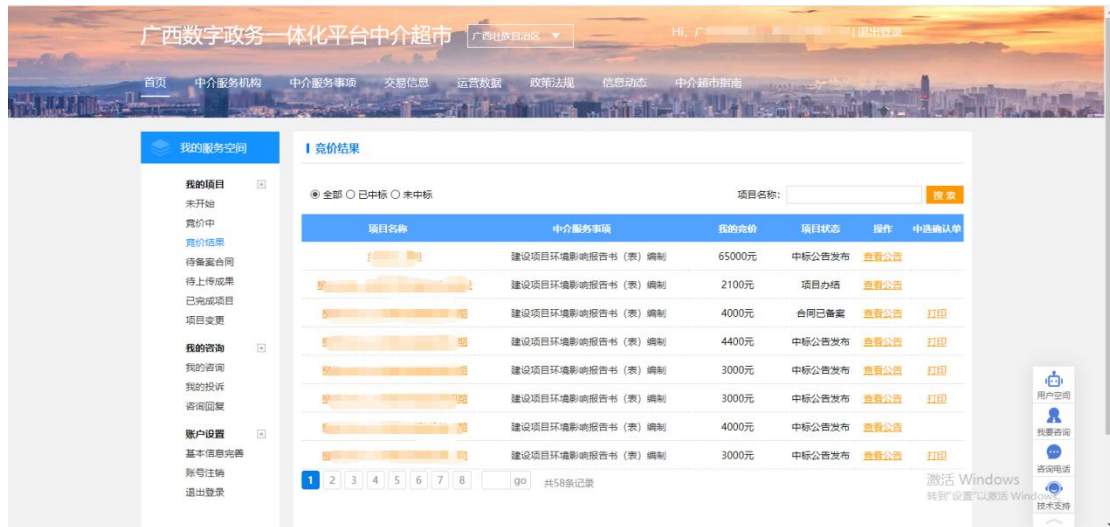 广西数字政务一体化平台中介超市 广西壮族自治区 ▼ Hi, 广 | 退出登录
首页 中介服务机构 中介服务事项 交易信息 运营数据 政策法规 信息动态 中介超市指南
我的服务空间
我的项目
未开始
竞价中
竞价结果
待备案合同
待上传成果
已完成项目
项目变更
我的咨询
我的咨询
我的投诉
咨询回复
账户设置
基本信息完善
账号注销
退出登录
竞价结果
全部 已中标 未中标 项目名称: 搜 索
项目名称 中介服务事项 我的竞价 项目状态 操作 中选确认单
建设项目环境影响报告书（表）编制 65000元 中标公告发布 查看公告
建设项目环境影响报告书（表）编制 2100元 项目办结 查看公告
建设项目环境影响报告书（表）编制 4000元 合同已备案 查看公告 打印
建设项目环境影响报告书（表）编制 4400元 中标公告发布 查看公告 打印
建设项目环境影响报告书（表）编制 3000元 中标公告发布 查看公告 打印
建设项目环境影响报告书（表）编制 3000元 中标公告发布 查看公告 打印
建设项目环境影响报告书（表）编制 4000元 中标公告发布 查看公告
建设项目环境影响报告书（表）编制 3000元 中标公告发布 查看公告 打印
1 2 3 4 5 6 7 8 go 共58条记录
用户空间
我要咨询
咨询电话
技术支持
激活 Windows
转到"设置"以激活 Windows。